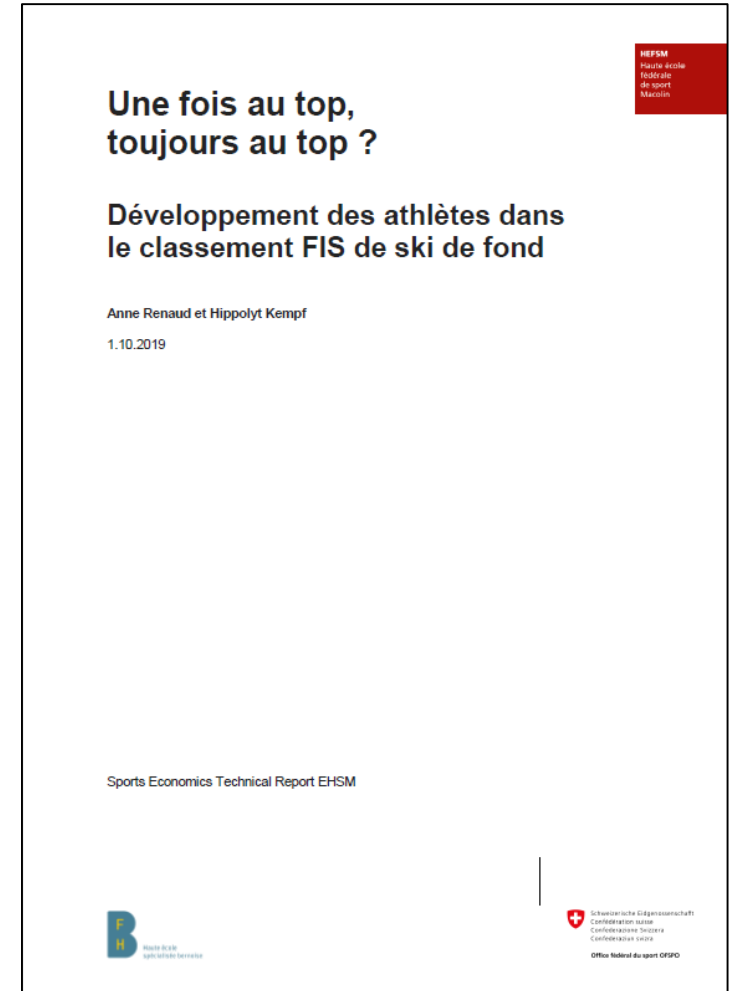 HEFSM
Haute école
fédérale
de sport
Macolin
Une fois au top,
toujours au top ?
Développement des athlètes dans
le classement FIS de ski de fond
Anne Renaud et Hippolyt Kempf
1.10.2019
Sports Economics Technical Report EHSM
B
F
H
Haute école
spécialisée bernoise
Schweizerische Eidgenossenschaft
Confédération suisse
Confederazione Svizzera
Confederaziun svizra
Office fédéral du sport OFSPO